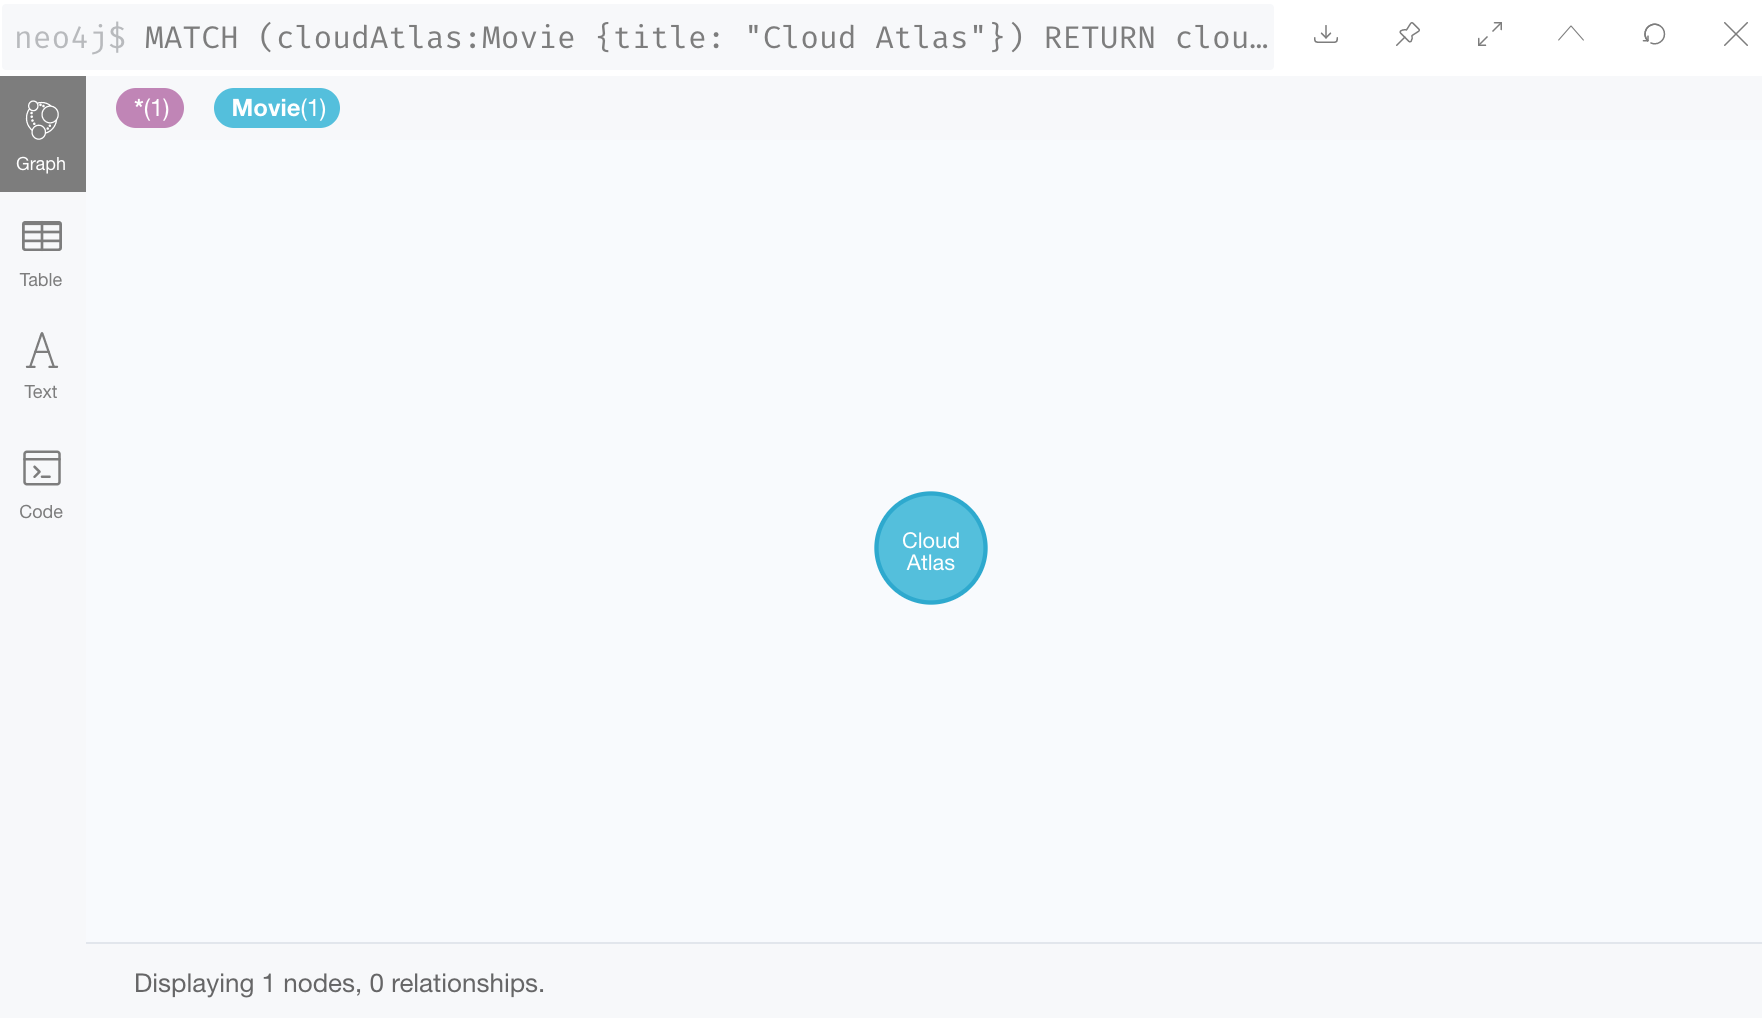 neo4j$ MATCH (cloudAtlas:Movie {title: "Cloud Atlas"}) RETURN clou…
*(1) Movie(1)
Graph
Table
Text
Code
Cloud
Atlas
Displaying 1 nodes, 0 relationships.